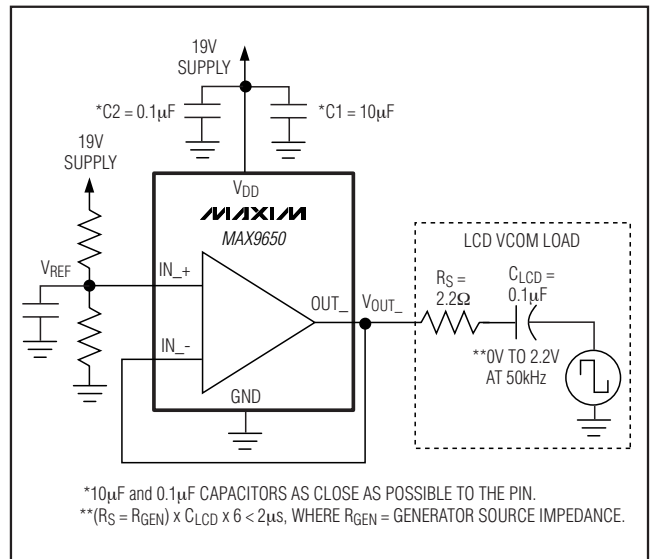 19V
SUPPLY
*C2 = 0.1µF
*C1 = 10µF
19V
SUPPLY
VDD
MAXIM
MAX9650
VREF
IN_+
IN_-
OUT_
VOUT_
GND
LCD VCOM LOAD
RS =
2.2Ω
CLCD =
0.1µF
**0V TO 2.2V
AT 50kHz
*10µF and 0.1µF CAPACITORS AS CLOSE AS POSSIBLE TO THE PIN.
**(RS = RGEN) x CLCD x 6 < 2µs, WHERE RGEN = GENERATOR SOURCE IMPEDANCE.